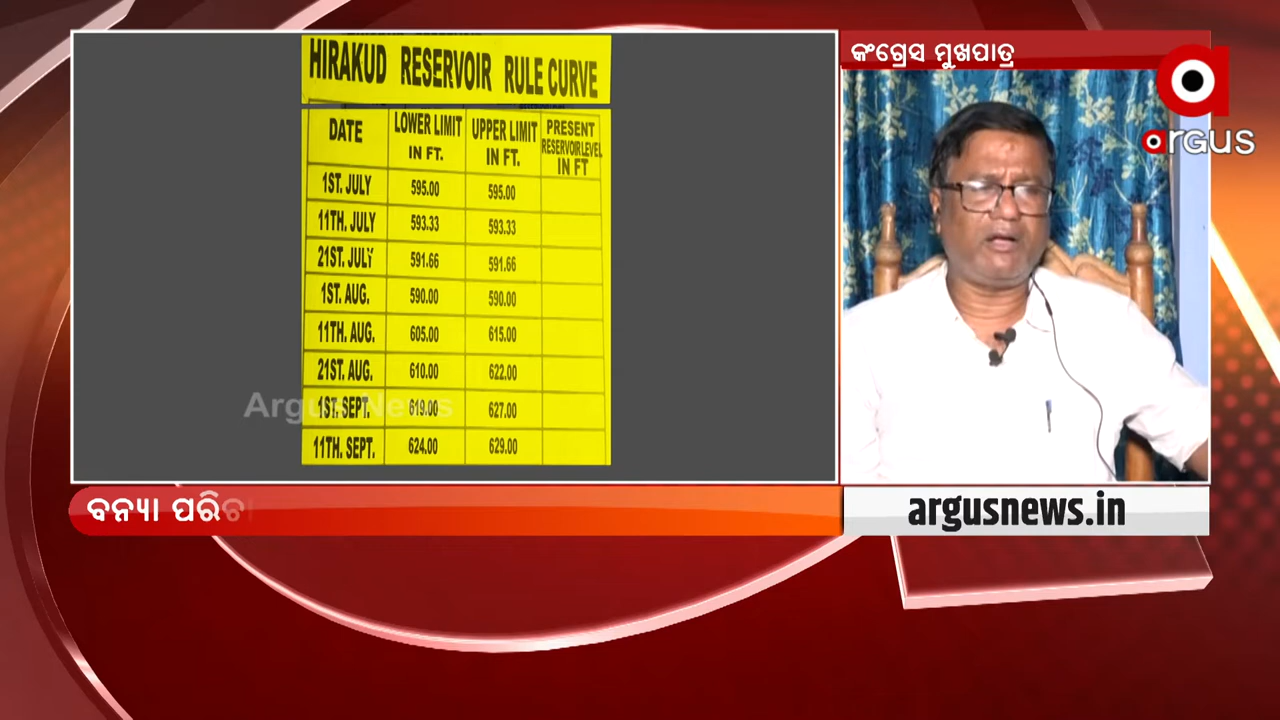 HIRAKUD RESERVOIR RULE CURVE
DATE LOWER LIMIT IN FT. UPPER LIMIT IN FT. PRESENT RESERVOIR LEVEL IN FT
1ST. JULY 595.00 595.00
11TH. JULY 593.33 593.33
21ST. JULY 591.66 591.66
1ST. AUG. 590.00 590.00
11TH. AUG. 605.00 615.00
21ST. AUG. 610.00 622.00
1ST. SEPT. 619.00 627.00
11TH. SEPT. 624.00 629.00
Argus News
କଂଗ୍ରେସ ମୁଖପାତ୍ର
argus
ବନ୍ୟା ପରିଚା
argusnews.in